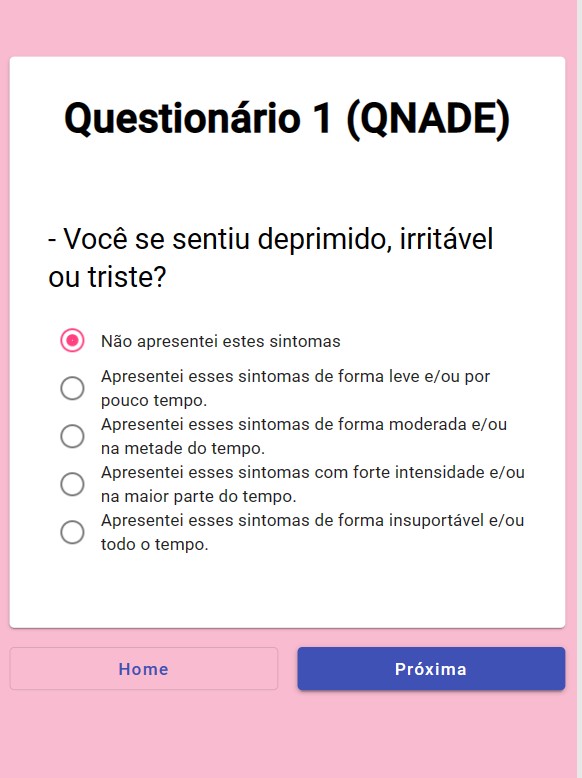 Questionário 1 (QNADE)
- Você se sentiu deprimido, irritável
ou triste?
Não apresentei estes sintomas
Apresentei esses sintomas de forma leve e/ou por
pouco tempo.
Apresentei esses sintomas de forma moderada e/ou
na metade do tempo.
Apresentei esses sintomas com forte intensidade e/ou
na maior parte do tempo.
Apresentei esses sintomas de forma insuportável e/ou
todo o tempo.
Home
Próxima